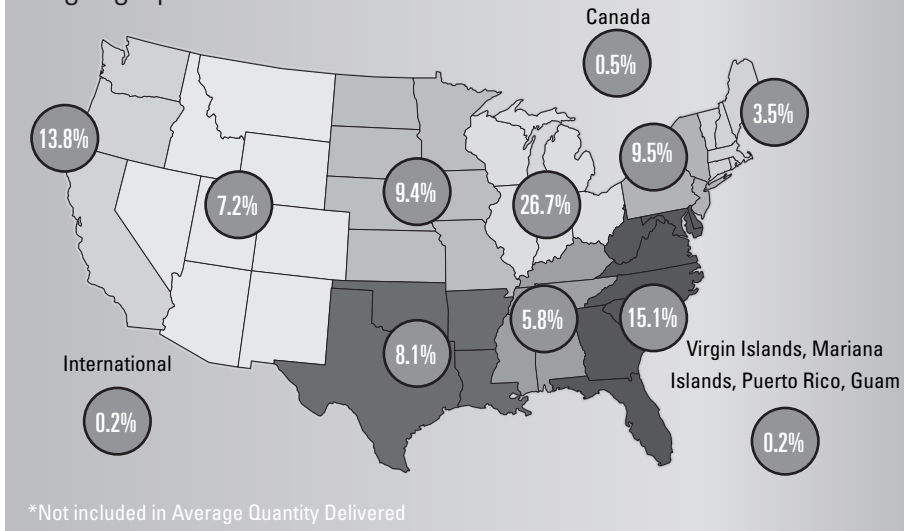 Canada
0.5%
3.5%
13.8%
9.5%
9.4%
7.2%
26.7%
5.8%
15.1%
8.1%
International
0.2%
Virgin Islands, Mariana
Islands, Puerto Rico, Guam
0.2%
*Not included in Average Quantity Delivered